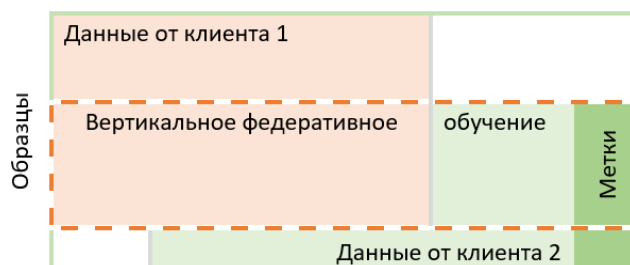 Данные от клиента 1
Образцы
Вертикальное федеративное обучение
Метки
Данные от клиента 2